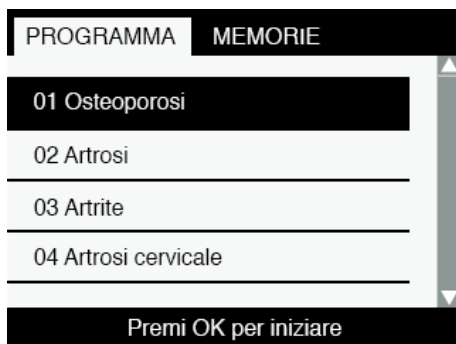 PROGRAMMA MEMORIE
01 Osteoporosi
02 Artrosi
03 Artrite
04 Artrosi cervicale
Premi OK per iniziare